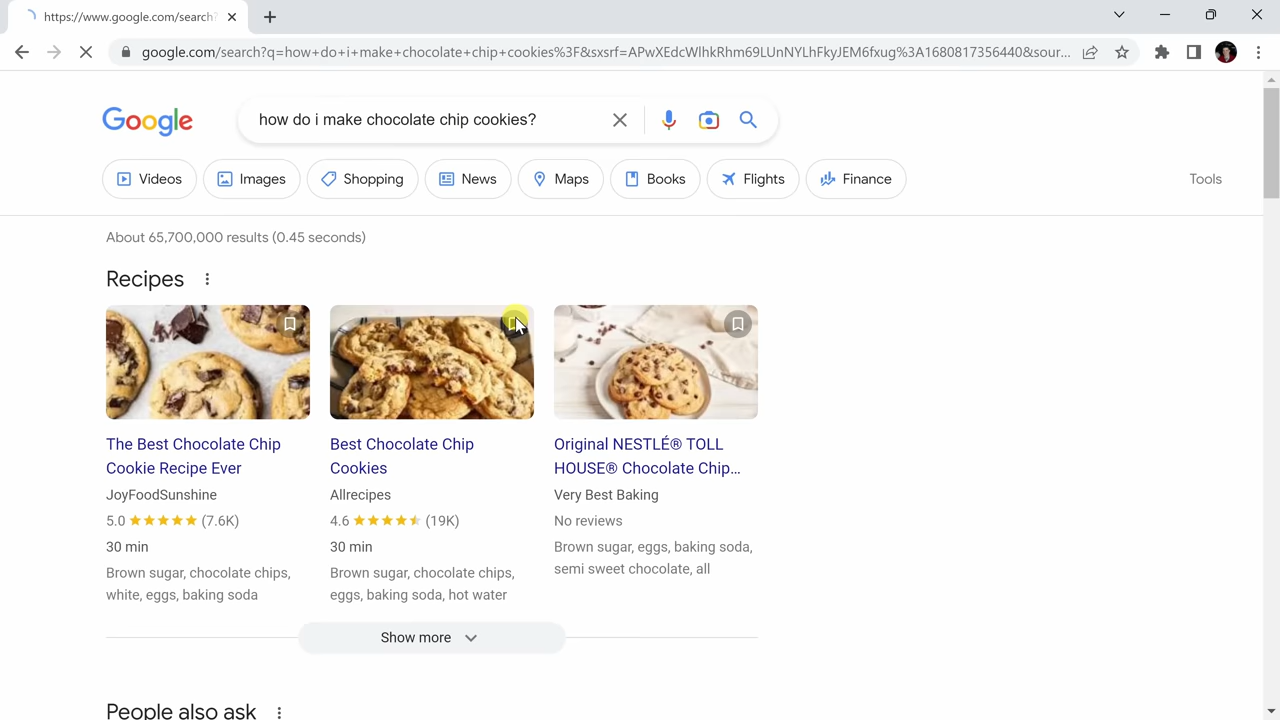 https://www.google.com/search?
google.com/search?q=how+do+i+make+chocolate+chip+cookies%3F&sxsrf=APwXEdcWlhkRhm69LUnNYLhFkyJEM6fxug%3A1680817356440&sour...
Google
how do i make chocolate chip cookies?
Videos
Images
Shopping
News
Maps
Books
Flights
Finance
Tools
About 65,700,000 results (0.45 seconds)
Recipes
The Best Chocolate Chip
Cookie Recipe Ever
JoyFoodSunshine
5.0 ★★★★★ (7.6K)
30 min
Brown sugar, chocolate chips,
white, eggs, baking soda
Best Chocolate Chip
Cookies
Allrecipes
4.6 (19K)
30 min
Brown sugar, chocolate chips,
eggs, baking soda, hot water
Original NESTLÉ® TOLL
HOUSE® Chocolate Chip...
Very Best Baking
No reviews
Brown sugar, eggs, baking soda,
semi sweet chocolate, all
Show more
People also ask